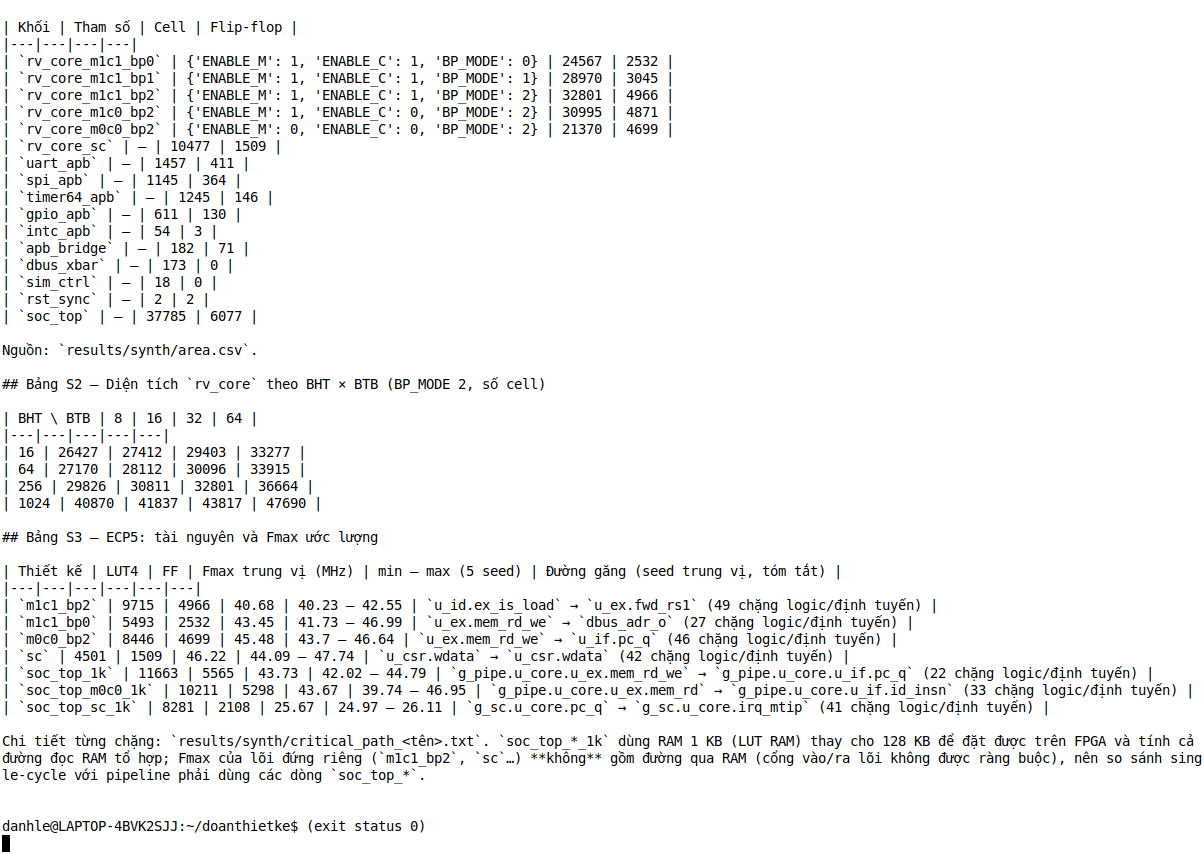 | Khối | Tham số | Cell | Flip-flop |
|---|---|---|---|
| `rv_core_m1c1_bp0` | {'ENABLE_M': 1, 'ENABLE_C': 1, 'BP_MODE': 0} | 24567 | 2532 |
| `rv_core_m1c1_bp1` | {'ENABLE_M': 1, 'ENABLE_C': 1, 'BP_MODE': 1} | 28970 | 3045 |
| `rv_core_m1c1_bp2` | {'ENABLE_M': 1, 'ENABLE_C': 1, 'BP_MODE': 2} | 32801 | 4966 |
| `rv_core_m1c0_bp2` | {'ENABLE_M': 1, 'ENABLE_C': 0, 'BP_MODE': 2} | 30995 | 4871 |
| `rv_core_m0c0_bp2` | {'ENABLE_M': 0, 'ENABLE_C': 0, 'BP_MODE': 2} | 21370 | 4699 |
| `rv_core_sc` | — | 10477 | 1509 |
| `uart_apb` | — | 1457 | 411 |
| `spi_apb` | — | 1145 | 364 |
| `timer64_apb` | — | 1245 | 146 |
| `gpio_apb` | — | 611 | 130 |
| `intc_apb` | — | 54 | 3 |
| `apb_bridge` | — | 182 | 71 |
| `dbus_xbar` | — | 173 | 0 |
| `sim_ctrl` | — | 18 | 0 |
| `rst_sync` | — | 2 | 2 |
| `soc_top` | — | 37785 | 6077 |
Nguồn: `results/synth/area.csv`.
## Bảng S2 — Diện tích `rv_core` theo BHT × BTB (BP_MODE 2, số cell)
| BHT \ BTB | 8 | 16 | 32 | 64 |
|---|---|---|---|---|
| 16 | 26427 | 27412 | 29403 | 33277 |
| 64 | 27170 | 28112 | 30096 | 33915 |
| 256 | 29826 | 30811 | 32801 | 36664 |
| 1024 | 40870 | 41837 | 43817 | 47690 |
## Bảng S3 — ECP5: tài nguyên và Fmax ước lượng
| Thiết kế | LUT4 | FF | Fmax trung vị (MHz) | min – max (5 seed) | Đường găng (seed trung vị, tóm tắt) |
|---|---|---|---|---|---|
| `m1c1_bp2` | 9715 | 4966 | 40.68 | 40.23 – 42.55 | `u_id.ex_is_load` → `u_ex.fwd_rs1` (49 chặng logic/định tuyến) |
| `m1c1_bp0` | 5493 | 2532 | 43.45 | 41.73 – 46.99 | `u_ex.mem_rd_we` → `dbus_adr_o` (27 chặng logic/định tuyến) |
| `m0c0_bp2` | 8446 | 4699 | 45.48 | 43.7 – 46.64 | `u_ex.mem_rd_we` → `u_if.pc_q` (46 chặng logic/định tuyến) |
| `sc` | 4501 | 1509 | 46.22 | 44.09 – 47.74 | `u_csr.wdata` → `u_csr.wdata` (42 chặng logic/định tuyến) |
| `soc_top_1k` | 11663 | 5565 | 43.73 | 42.02 – 44.79 | `g_pipe.u_core.u_ex.mem_rd_we` → `g_pipe.u_core.u_if.pc_q` (22 chặng logic/định tuyến) |
| `soc_top_m0c0_1k` | 10211 | 5298 | 43.67 | 39.74 – 46.95 | `g_pipe.u_core.u_ex.mem_rd` → `g_pipe.u_core.u_if.id_insn` (33 chặng logic/định tuyến) |
| `soc_top_sc_1k` | 8281 | 2108 | 25.67 | 24.97 – 26.11 | `g_sc.u_core.pc_q` → `g_sc.u_core.irq_mtip` (41 chặng logic/định tuyến) |
Chi tiết từng chặng: `results/synth/critical_path_<tên>.txt`. `soc_top_*_1k` dùng RAM 1 KB (LUT RAM) thay cho 128 KB để đặt được trên FPGA và tính cả
đường đọc RAM tổ hợp; Fmax của lõi đứng riêng (`m1c1_bp2`, `sc`…) **không** gồm đường qua RAM (cổng vào/ra lõi không được ràng buộc), nên so sánh sing
le-cycle với pipeline phải dùng các dòng `soc_top_*`.
danhle@LAPTOP-4BVK2SJJ:~/doanthietke$ (exit status 0)